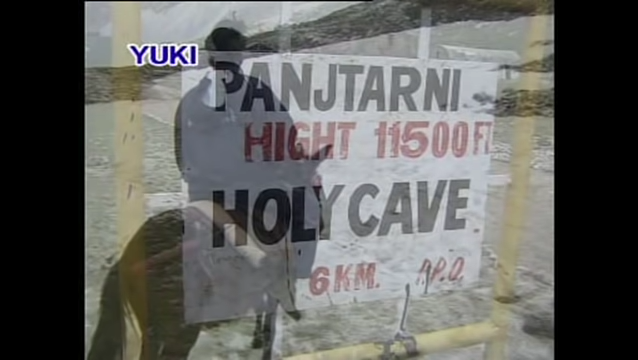 YUKI
PANJTARNI
HIGHT 11500 FT
HOLY CAVE
6 KM. P.P.O.